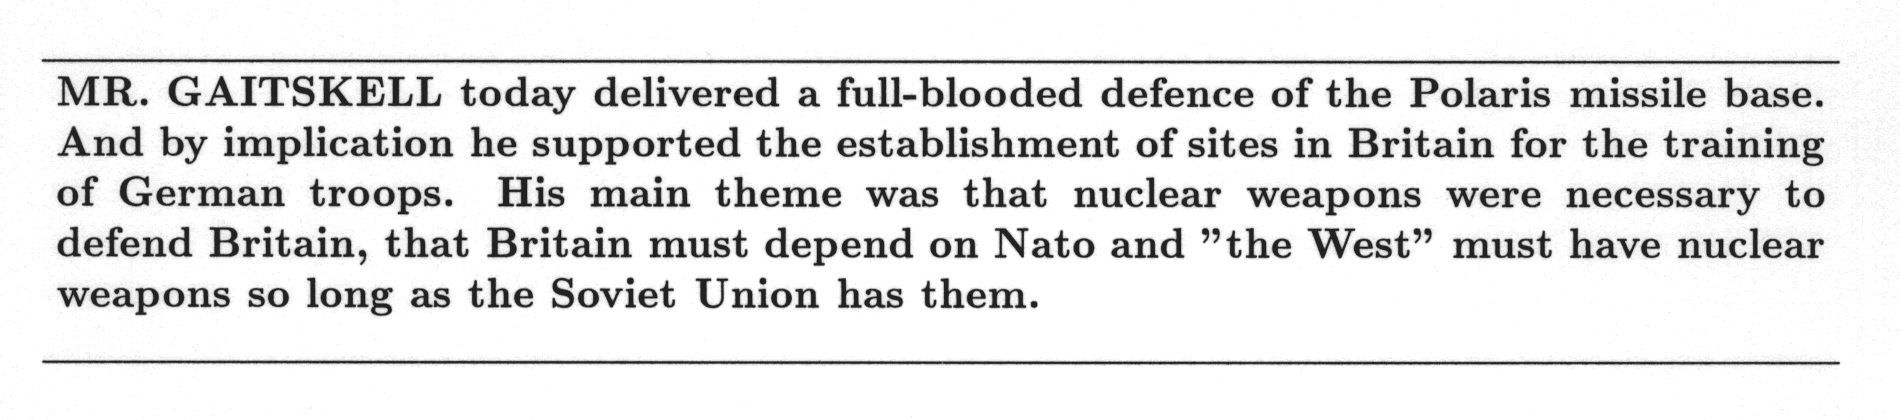 MR. GAITSKELL today delivered a full-blooded defence of the Polaris missile base.
And by implication he supported the establishment of sites in Britain for the training
of German troops. His main theme was that nuclear weapons were necessary to
defend Britain, that Britain must depend on Nato and ”the West” must have nuclear
weapons so long as the Soviet Union has them.